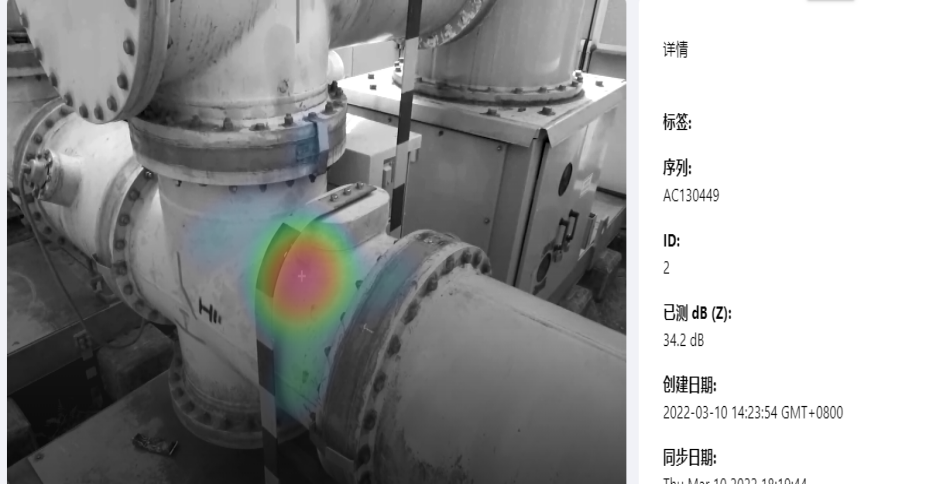 详情
标签:
序列:
AC130449
ID:
2
已测 dB (Z):
34.2 dB
创建日期:
2022-03-10 14:23:54 GMT+0800
同步日期:
Thu Mar 10 2022 18:19:44